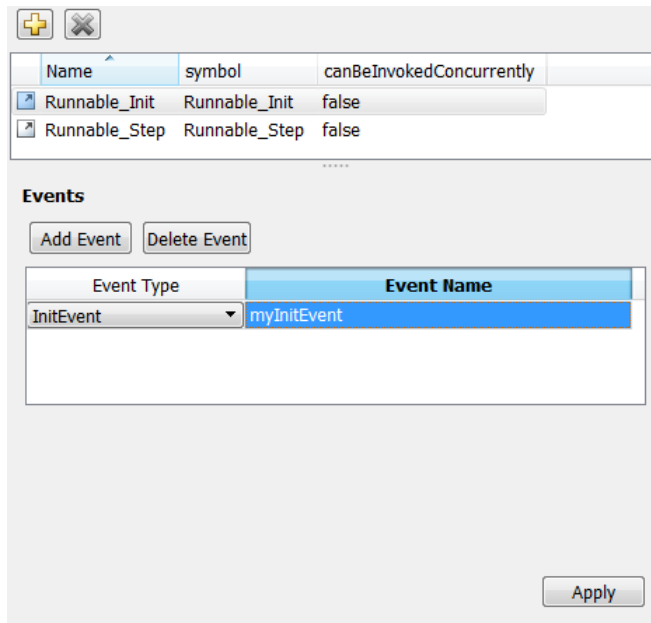 Name symbol canBeInvokedConcurrently
Runnable_Init Runnable_Init false
Runnable_Step Runnable_Step false
Events
Add Event Delete Event
Event Type Event Name
InitEvent myInitEvent
Apply